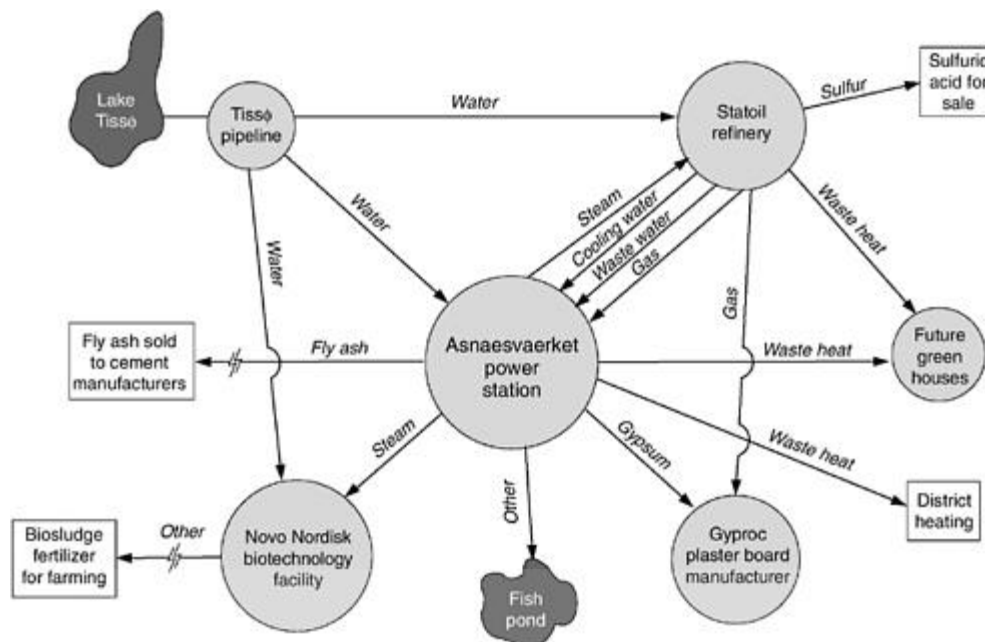 Lake
Tissϕ
Tissϕ
pipeline
Water
Statoil
refinery
Sulfur
Sulfuric
acid for
sale
Water
Water
Steam
Cooling water
Waste water
Gas
Gas
Waste heat
Fly ash sold
to cement
manufacturers
Fly ash
Asnaesvaerket
power
station
Waste heat
Future
green
houses
Steam
Other
Gypsum
Waste heat
District
heating
Biosludge
fertilizer
for farming
Other
Novo Nordisk
biotechnology
facility
Fish
pond
Gyproc
plaster board
manufacturer